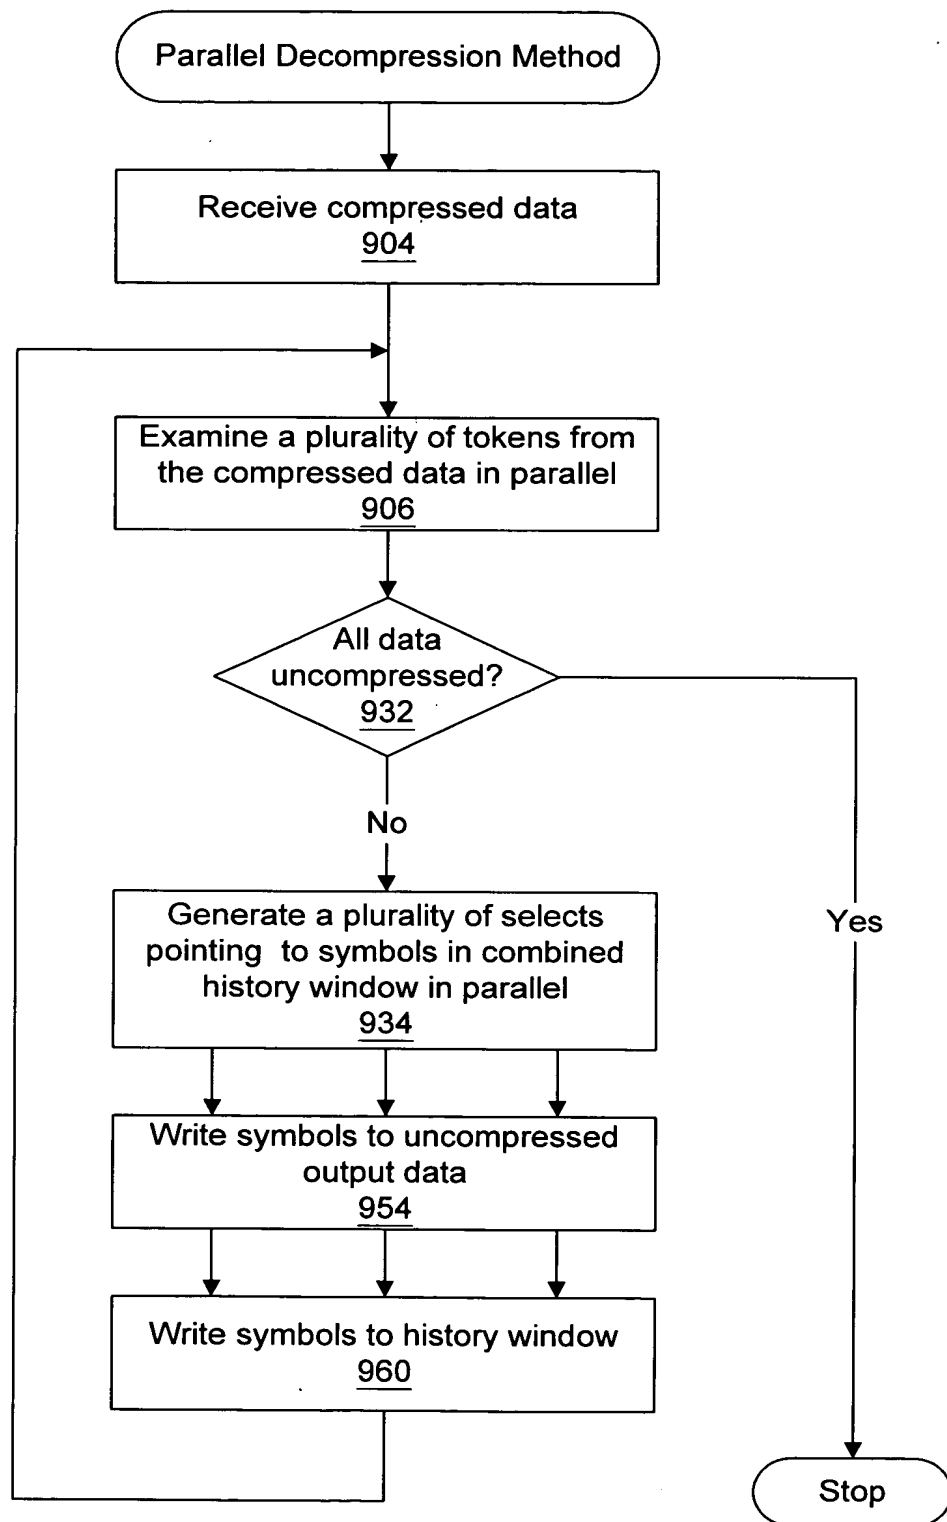 Parallel Decompression Method
Receive compressed data
904
Examine a plurality of tokens from
the compressed data in parallel
906
All data
uncompressed?
932
No
Yes
Generate a plurality of selects
pointing to symbols in combined
history window in parallel
934
Write symbols to uncompressed
output data
954
Write symbols to history window
960
Stop